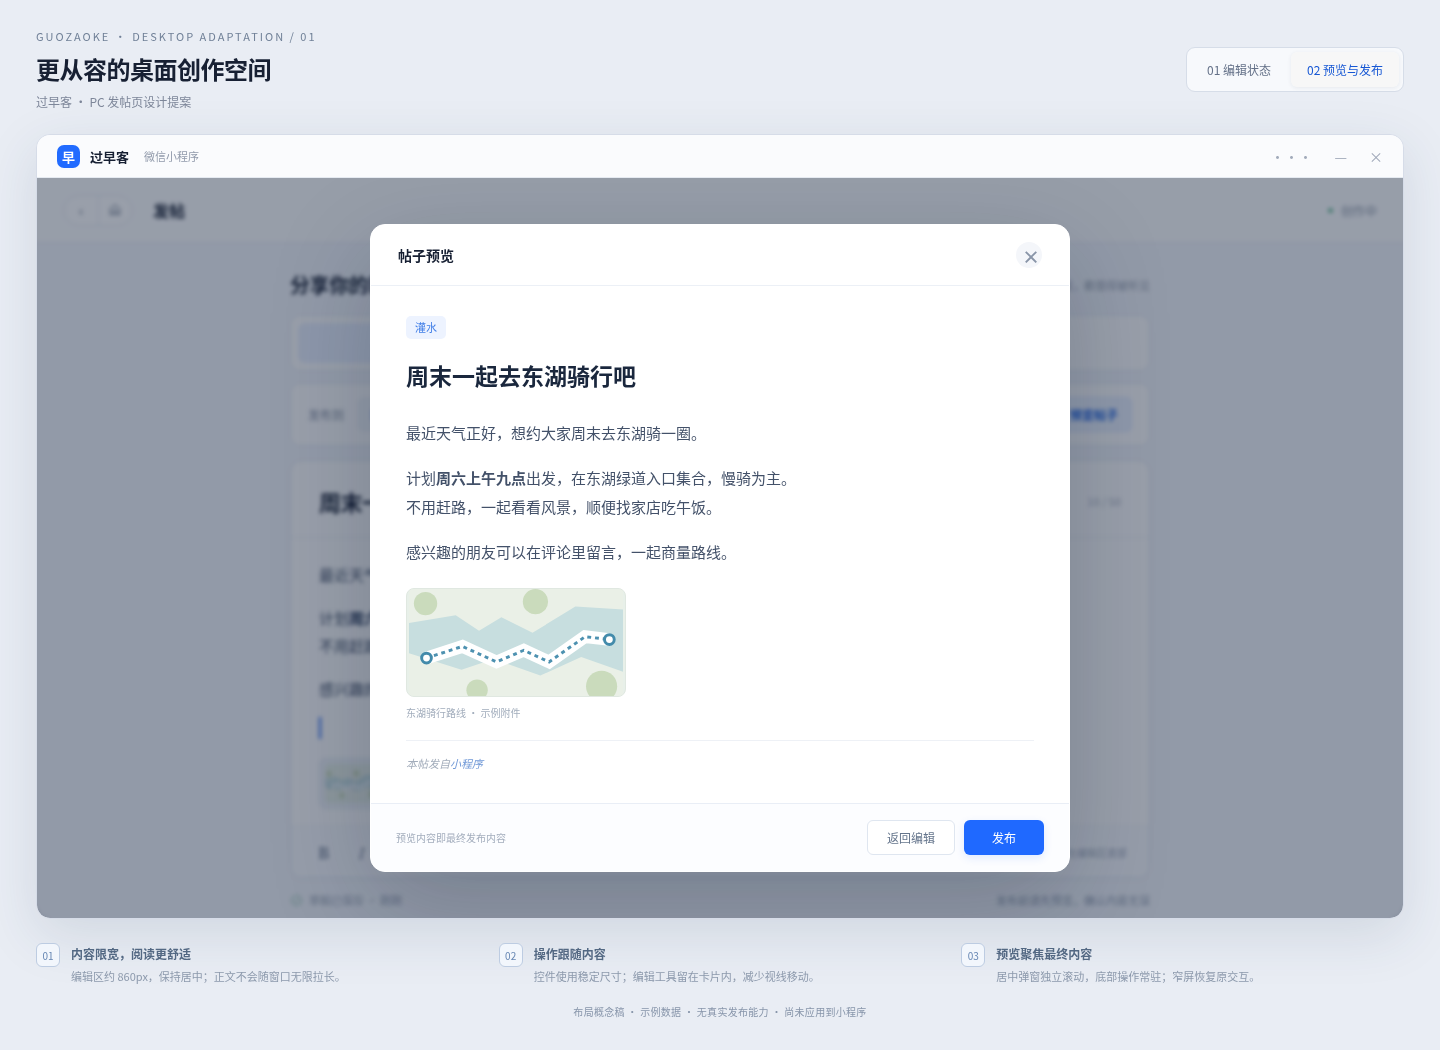 GUOZAOKE · DESKTOP ADAPTATION / 01
更从容的桌面创作空间
过早客 · PC 发帖页设计提案
01 编辑状态
02 预览与发布
早 过早客 微信小程序
发帖
分享你的
帖子预览
灌水
周末一起去东湖骑行吧
最近天气正好，想约大家周末去东湖骑一圈。
计划周六上午九点出发，在东湖绿道入口集合，慢骑为主。
不用赶路，一起看看风景，顺便找家店吃午饭。
感兴趣的朋友可以在评论里留言，一起商量路线。
东湖骑行路线 · 示例附件
本帖发自小程序
预览内容即最终发布内容
返回编辑
发布
01 内容限宽，阅读更舒适
编辑区约 860px，保持居中；正文不会随窗口无限拉长。
02 操作跟随内容
控件使用稳定尺寸；编辑工具留在卡片内，减少视线移动。
03 预览聚焦最终内容
居中弹窗独立滚动，底部操作常驻；窄屏恢复原交互。
布局概念稿 · 示例数据 · 无真实发布能力 · 尚未应用到小程序